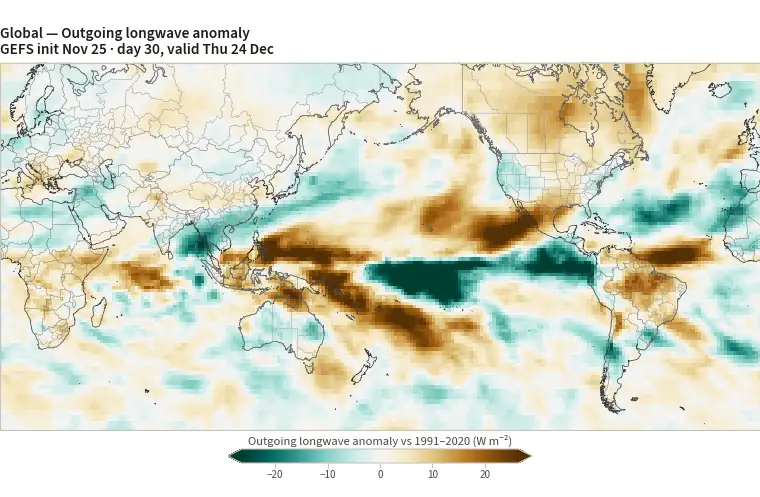 Global — Outgoing longwave anomaly
GEFS init Nov 25 · day 30, valid Thu 24 Dec
Outgoing longwave anomaly vs 1991–2020 (W m⁻²)
−20 −10 0 10 20